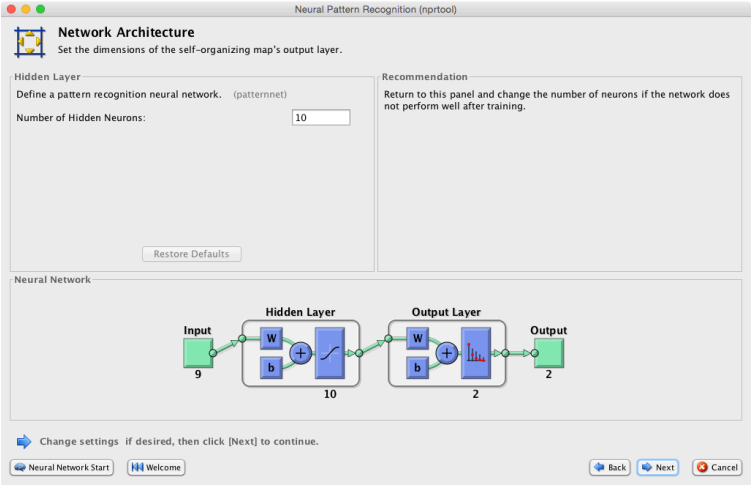 Neural Pattern Recognition (nprtool)
Network Architecture
Set the dimensions of the self-organizing map's output layer.
Hidden Layer
Define a pattern recognition neural network. (patternnet)
Number of Hidden Neurons: 10
Restore Defaults
Recommendation
Return to this panel and change the number of neurons if the network does
not perform well after training.
Neural Network
Hidden Layer Output Layer
Input Output
W W
b b
+ +
9 2
10 2
Change settings if desired, then click [Next] to continue.
Neural Network Start Welcome Back Next Cancel